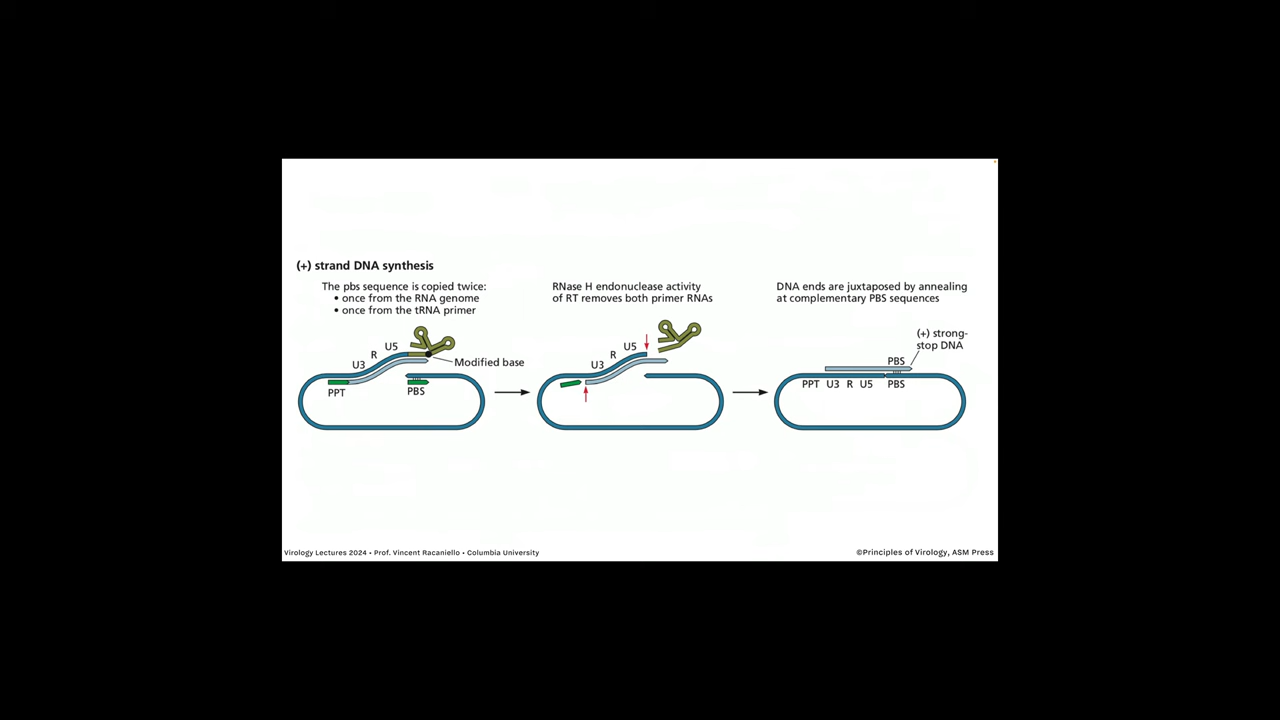 (+) strand DNA synthesis
The pbs sequence is copied twice:
• once from the RNA genome
• once from the tRNA primer
U5
R
U3
Modified base
PPT
PBS
RNase H endonuclease activity
of RT removes both primer RNAs
U5
R
U3
DNA ends are juxtaposed by annealing
at complementary PBS sequences
(+) strong-
stop DNA
PBS
PPT U3 R U5 PBS
Virology Lectures 2024 • Prof. Vincent Racaniello • Columbia University
©Principles of Virology, ASM Press